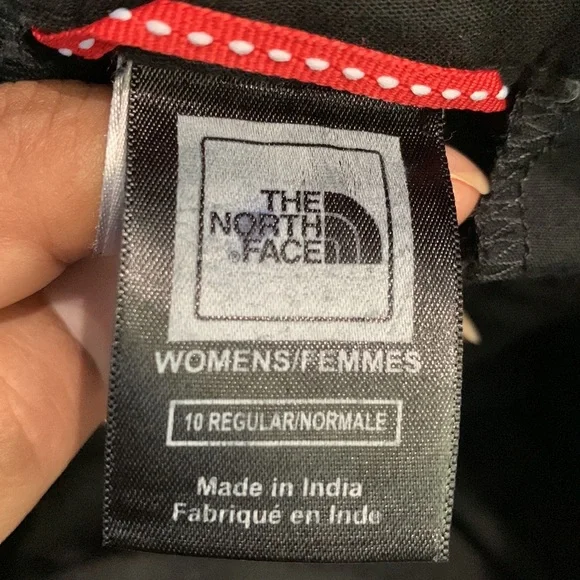 THE
NORTH
FACE
WOMENS/FEMMES
10 REGULAR/NORMALE
Made in India
Fabriqué en Inde